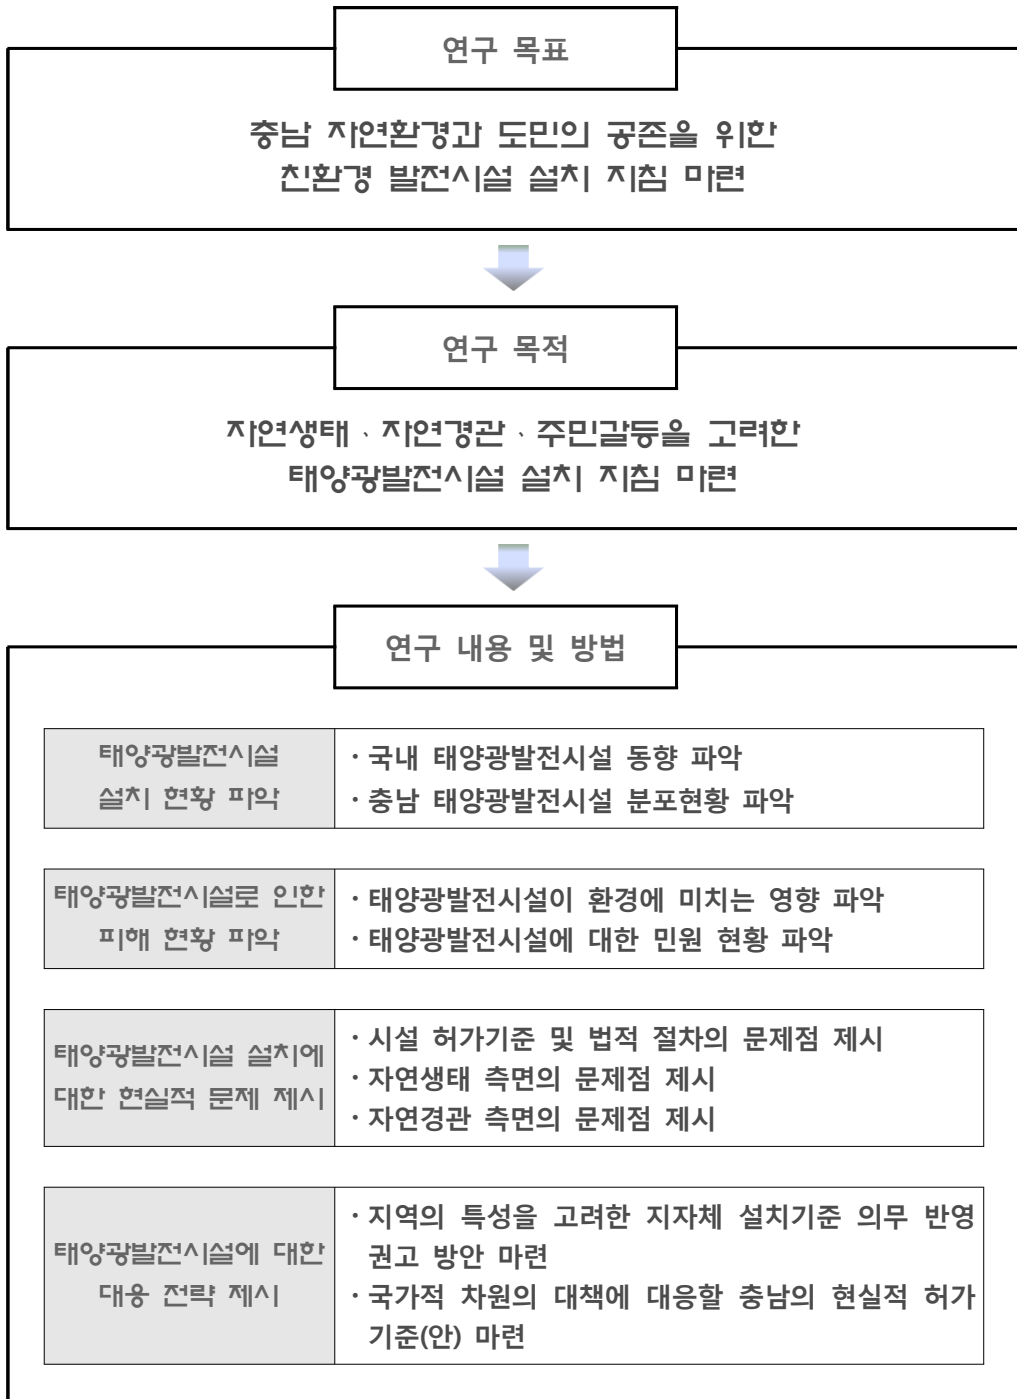 연구 목표
충남 자연환경과 도민의 공존을 위한
친환경 발전시설 설치 지침 마련
연구 목적
자연생태 · 자연경관 · 주민갈등을 고려한
태양광발전시설 설치 지침 마련
연구 내용 및 방법
태양광발전시설
설치 현황 파악
· 국내 태양광발전시설 동향 파악
· 충남 태양광발전시설 분포현황 파악
태양광발전시설로 인한
피해 현황 파악
· 태양광발전시설이 환경에 미치는 영향 파악
· 태양광발전시설에 대한 민원 현황 파악
태양광발전시설 설치에
대한 현실적 문제 제시
· 시설 허가기준 및 법적 절차의 문제점 제시
· 자연생태 측면의 문제점 제시
· 자연경관 측면의 문제점 제시
태양광발전시설에 대한
대응 전략 제시
· 지역의 특성을 고려한 지자체 설치기준 의무 반영
권고 방안 마련
· 국가적 차원의 대책에 대응할 충남의 현실적 허가
기준(안) 마련